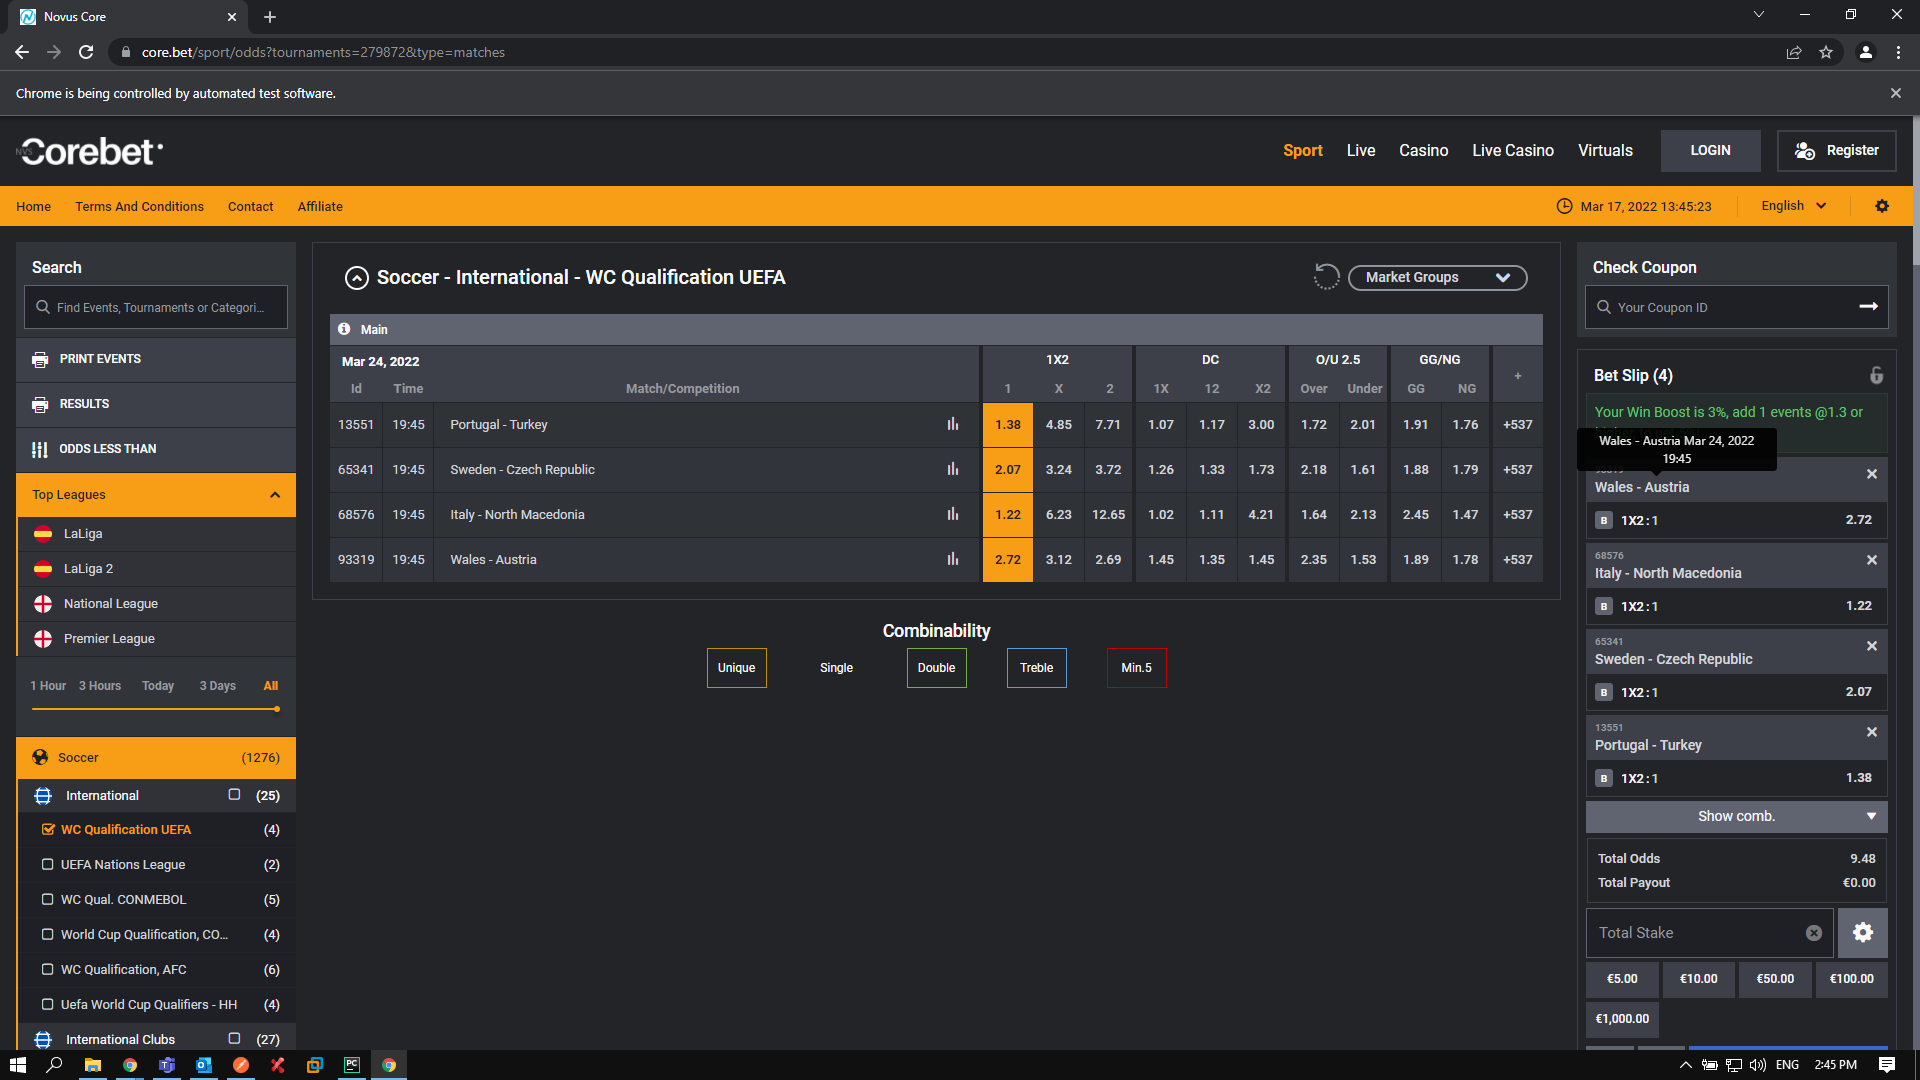 Novus Core
core.bet/sport/odds?tournaments=279872&type=matches
Chrome is being controlled by automated test software.
NVS Corebet
Sport Live Casino Live Casino Virtuals LOGIN Register
Home Terms And Conditions Contact Affiliate
Mar 17, 2022 13:45:23 English
Search
Find Events, Tournaments or Categori...
PRINT EVENTS
RESULTS
ODDS LESS THAN
Top Leagues
LaLiga
LaLiga 2
National League
Premier League
1 Hour 3 Hours Today 3 Days All
Soccer (1276)
International (25)
WC Qualification UEFA (4)
UEFA Nations League (2)
WC Qual. CONMEBOL (5)
World Cup Qualification, CO... (4)
WC Qualification, AFC (6)
Uefa World Cup Qualifiers - HH (4)
International Clubs (27)
Soccer - International - WC Qualification UEFA
Market Groups
Main
Mar 24, 2022 1X2 DC O/U 2.5 GG/NG +
Id Time Match/Competition 1 X 2 1X 12 X2 Over Under GG NG
13551 19:45 Portugal - Turkey 1.38 4.85 7.71 1.07 1.17 3.00 1.72 2.01 1.91 1.76 +537
65341 19:45 Sweden - Czech Republic 2.07 3.24 3.72 1.26 1.33 1.73 2.18 1.61 1.88 1.79 +537
68576 19:45 Italy - North Macedonia 1.22 6.23 12.65 1.02 1.11 4.21 1.64 2.13 2.45 1.47 +537
93319 19:45 Wales - Austria 2.72 3.12 2.69 1.45 1.35 1.45 2.35 1.53 1.89 1.78 +537
Combinability
Unique Single Double Treble Min.5
Check Coupon
Your Coupon ID
Bet Slip (4)
Your Win Boost is 3%, add 1 events @1.3 or
Wales - Austria Mar 24, 2022
19:45
Wales - Austria
B 1X2 : 1 2.72
68576
Italy - North Macedonia
B 1X2 : 1 1.22
65341
Sweden - Czech Republic
B 1X2 : 1 2.07
13551
Portugal - Turkey
B 1X2 : 1 1.38
Show comb.
Total Odds 9.48
Total Payout €0.00
Total Stake
€5.00 €10.00 €50.00 €100.00
€1,000.00
PC
ENG 2:45 PM